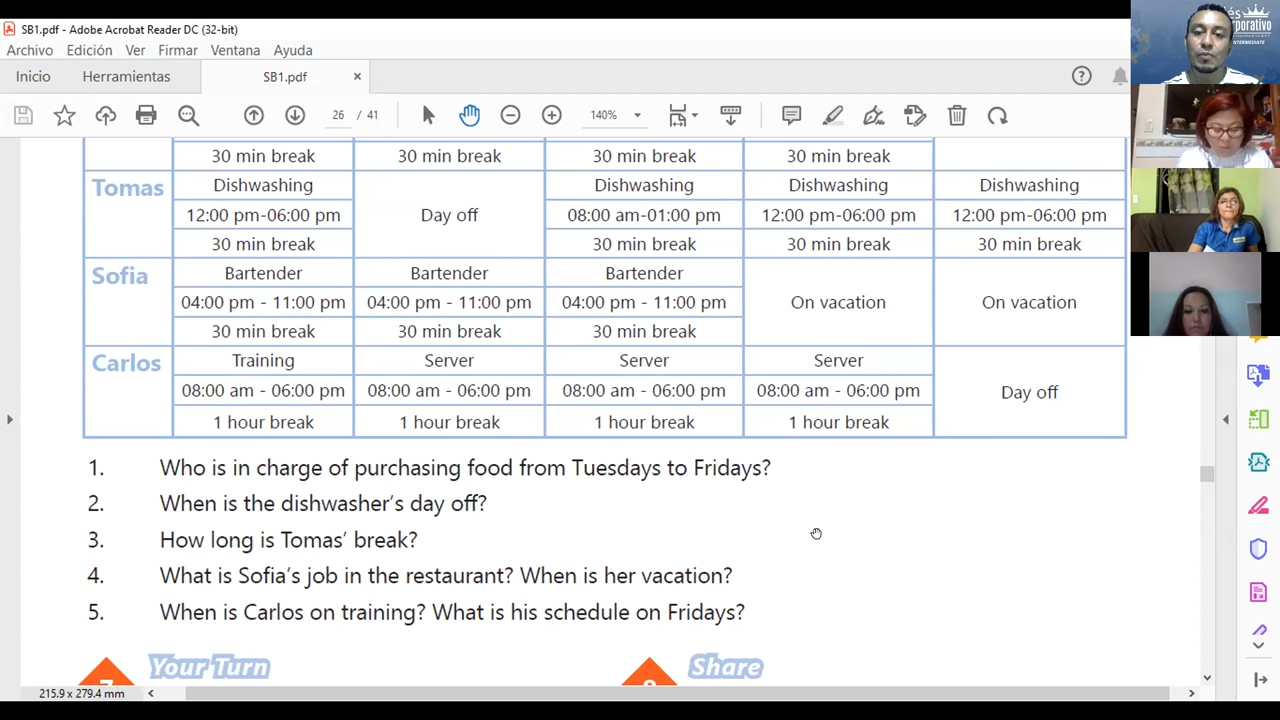 SB1.pdf - Adobe Acrobat Reader DC (32-bit)
Archivo Edición Ver Firmar Ventana Ayuda
Inicio Herramientas SB1.pdf ×
26 / 41 140%
30 min break 30 min break 30 min break 30 min break
Tomas Dishwashing Dishwashing Dishwashing Dishwashing
12:00 pm-06:00 pm Day off 08:00 am-01:00 pm 12:00 pm-06:00 pm 12:00 pm-06:00 pm
30 min break 30 min break 30 min break 30 min break
Sofia Bartender Bartender Bartender
04:00 pm - 11:00 pm 04:00 pm - 11:00 pm 04:00 pm - 11:00 pm On vacation On vacation
30 min break 30 min break 30 min break
Carlos Training Server Server Server
08:00 am - 06:00 pm 08:00 am - 06:00 pm 08:00 am - 06:00 pm 08:00 am - 06:00 pm Day off
1 hour break 1 hour break 1 hour break 1 hour break
1. Who is in charge of purchasing food from Tuesdays to Fridays?
2. When is the dishwasher's day off?
3. How long is Tomas' break?
4. What is Sofia's job in the restaurant? When is her vacation?
5. When is Carlos on training? What is his schedule on Fridays?
Your Turn Share
215.9 x 279.4 mm